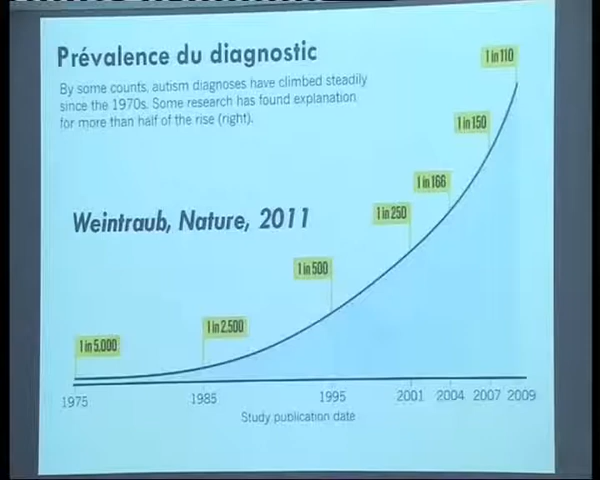 Prévalence du diagnostic
By some counts, autism diagnoses have climbed steadily
since the 1970s. Some research has found explanation
for more than half of the rise (right).
Weintraub, Nature, 2011
1 in 110
1 in 150
1 in 166
1 in 250
1 in 500
1 in 2,500
1 in 5,000
1975 1985 1995 2001 2004 2007 2009
Study publication date